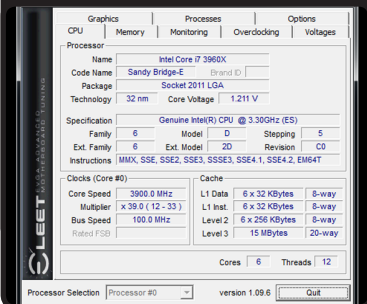 Graphics Processes Options
CPU Memory Monitoring Overclocking Voltages
Processor
Name Intel Core i7 3960X
Code Name Sandy Bridge-E Brand ID
Package Socket 2011 LGA
Technology 32 nm Core Voltage 1.211 V
Specification Genuine Intel(R) CPU @ 3.30GHz (ES)
Family 6 Model D Stepping 5
Ext. Family 6 Ext. Model 2D Revision C0
Instructions MMX, SSE, SSE2, SSE3, SSSE3, SSE4.1, SSE4.2, EM64T
Clocks (Core #0) Cache
Core Speed 3900.0 MHz L1 Data 6 x 32 KBytes 8-way
Multiplier x 39.0 ( 12 - 33 ) L1 Inst. 6 x 32 KBytes 8-way
Bus Speed 100.0 MHz Level 2 6 x 256 KBytes 8-way
Rated FSB Level 3 15 MBytes 20-way
Cores 6 Threads 12
Processor Selection Processor #0 version 1.09.6 Quit
ELEET EVGA ADVANCED
MOTHERBOARD TUNING